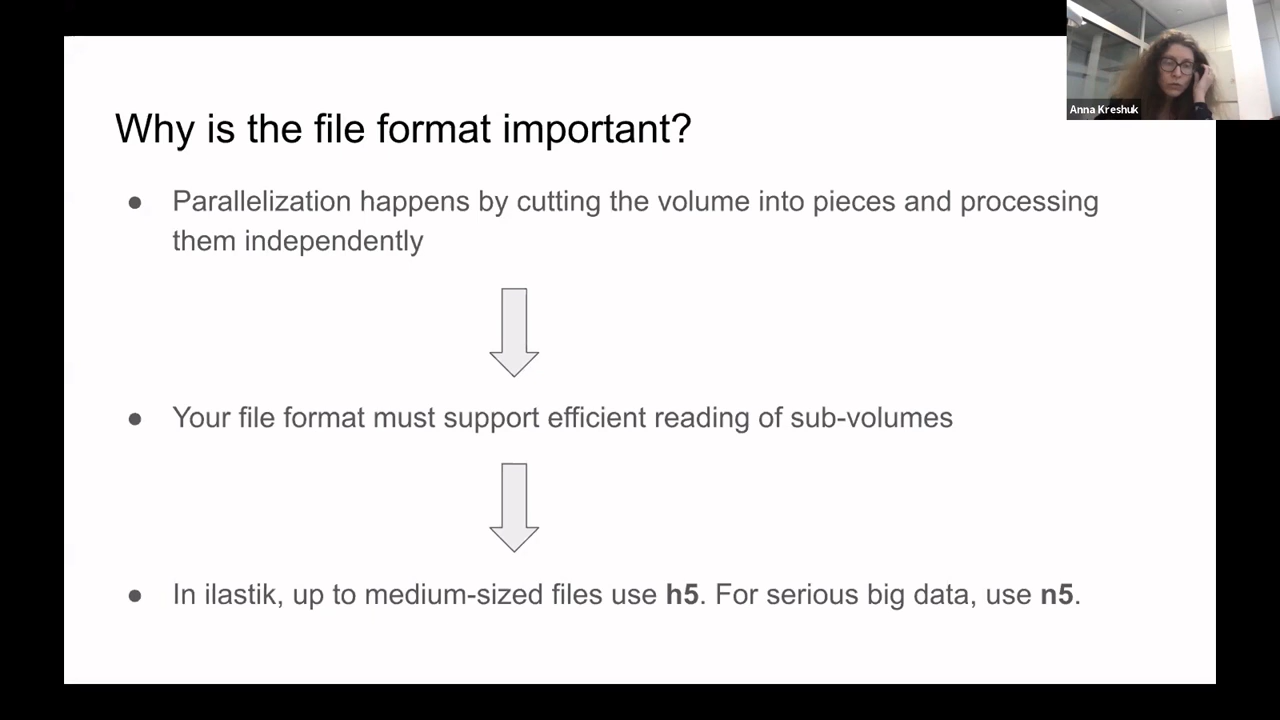 Anna Kreshuk
Why is the file format important?
● Parallelization happens by cutting the volume into pieces and processing
them independently
● Your file format must support efficient reading of sub-volumes
● In ilastik, up to medium-sized files use h5. For serious big data, use n5.